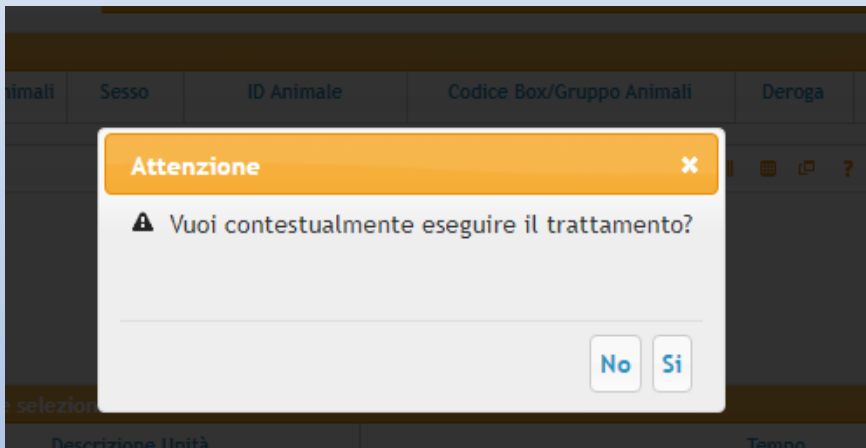 nimali Sesso ID Animale Codice Box/Gruppo Animali Deroga
Attenzione ×
?
Vuoi contestualmente eseguire il trattamento?
No Si
e selezion
Descrizione Unità Tempo